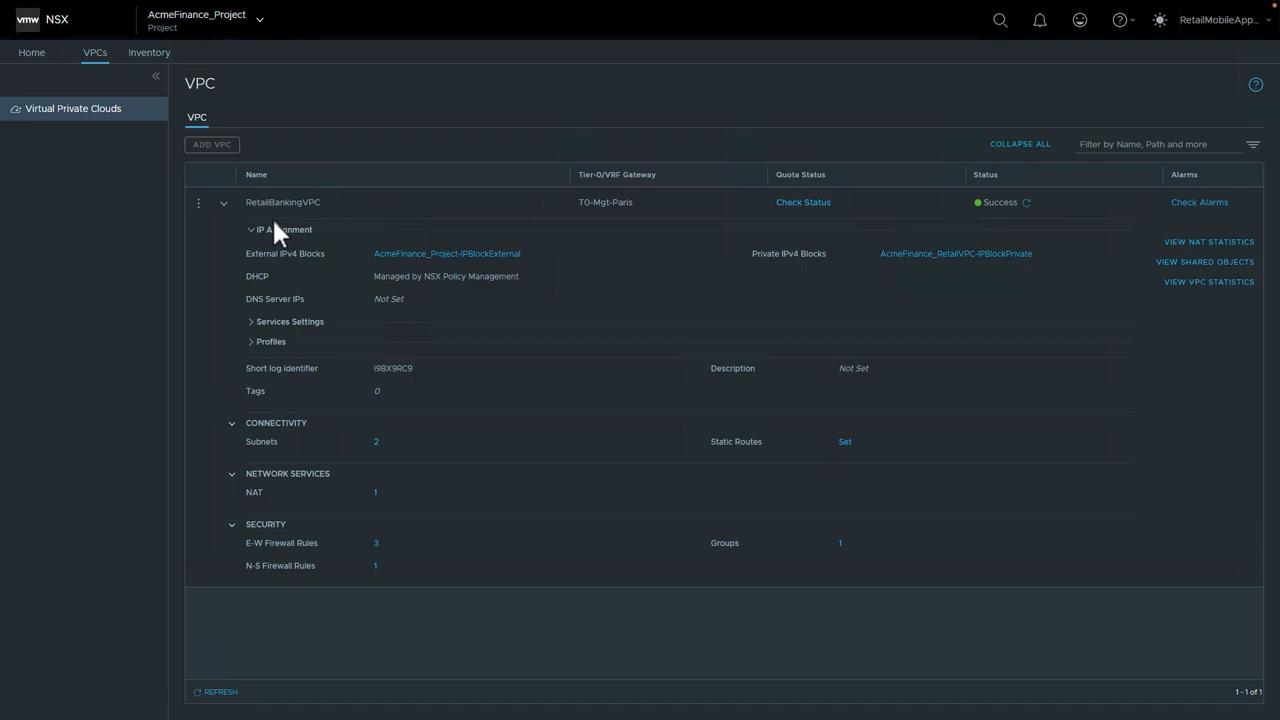 vmw NSX
AcmeFinance_Project
Project
RetailMobileApp...
Home VPCs Inventory
Virtual Private Clouds
VPC
VPC
ADD VPC COLLAPSE ALL Filter by Name, Path and more
Name Tier-0/VRF Gateway Quota Status Status Alarms
RetailBankingVPC T0-Mgt-Paris Check Status Success Check Alarms
IP
External IPv4 Blocks AcmeFinance_Project-IPBlockExternal Private IPv4 Blocks AcmeFinance_RetailVPC-IPBlockPrivate
VIEW NAT STATISTICS
VIEW SHARED OBJECTS
VIEW VPC STATISTICS
DHCP Managed by NSX Policy Management
DNS Server IPs Not Set
Services Settings
Profiles
Short log identifier i9BX9RC9 Description Not Set
Tags 0
CONNECTIVITY
Subnets 2 Static Routes Set
NETWORK SERVICES
NAT 1
SECURITY
E-W Firewall Rules 3 Groups 1
N-S Firewall Rules 1
REFRESH 1 - 1 of 1